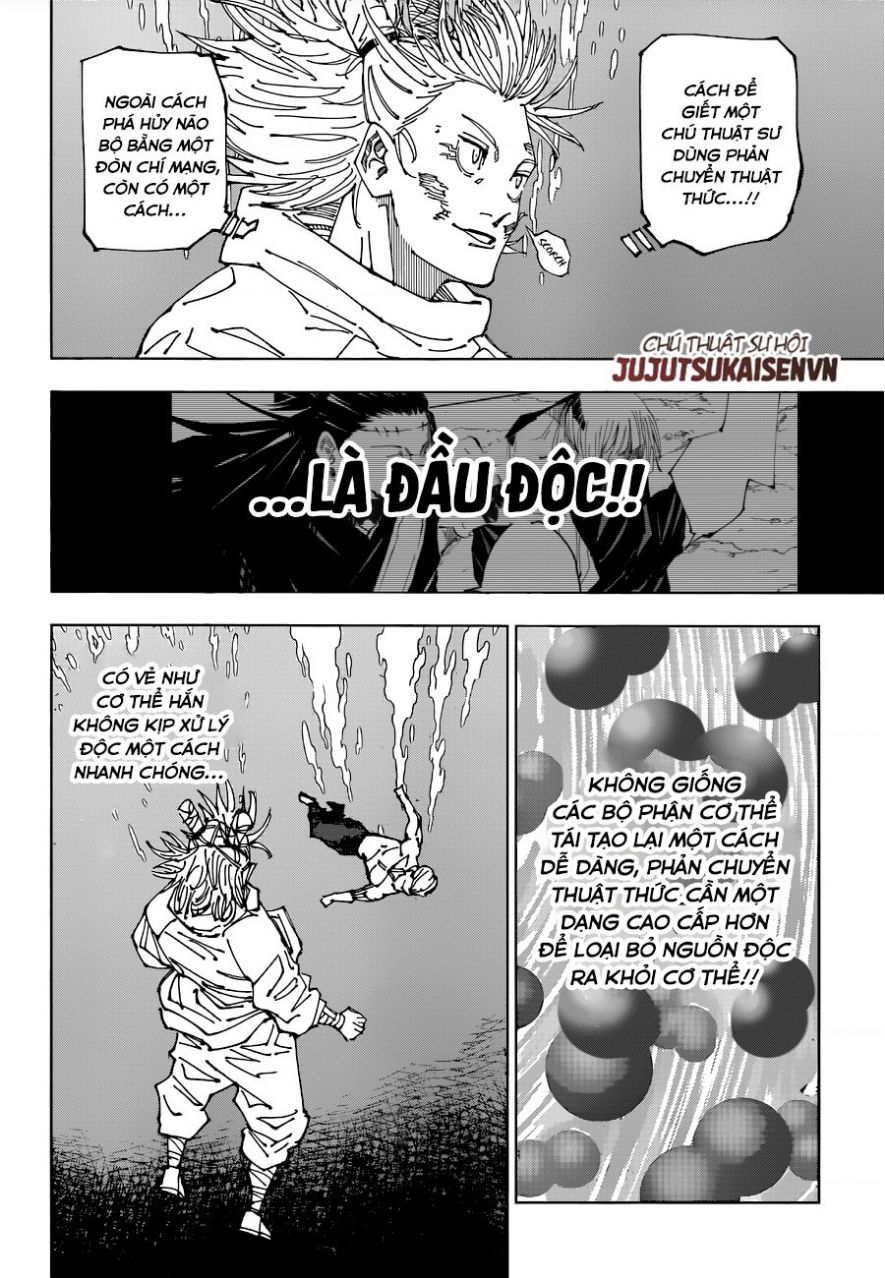 CÁCH ĐỂ
GIẾT MỘT
CHÚ THUẬT SƯ
DÙNG PHẢN
CHUYỂN THUẬT
THỨC...!!
NGOÀI CÁCH
PHÁ HỦY NÃO
BỘ BẰNG MỘT
ĐÒN CHÍ MẠNG,
CÒN CÓ MỘT
CÁCH...
SCORCH
CHÚ THUẬT SƯ HỘI
JUJUTSUKAISENVN
...LÀ ĐẦU ĐỘC!!
KHÔNG GIỐNG
CÁC BỘ PHẬN CƠ THỂ
TÁI TẠO LẠI MỘT CÁCH
DỄ DÀNG, PHẢN CHUYỂN
THUẬT THỨC CẦN MỘT
DẠNG CAO CẤP HƠN
ĐỂ LOẠI BỎ NGUỒN ĐỘC
RA KHỎI CƠ THỂ!!
CÓ VẺ NHƯ
CƠ THỂ HẮN
KHÔNG KỊP XỬ LÝ
ĐỘC MỘT CÁCH
NHANH CHÓNG...